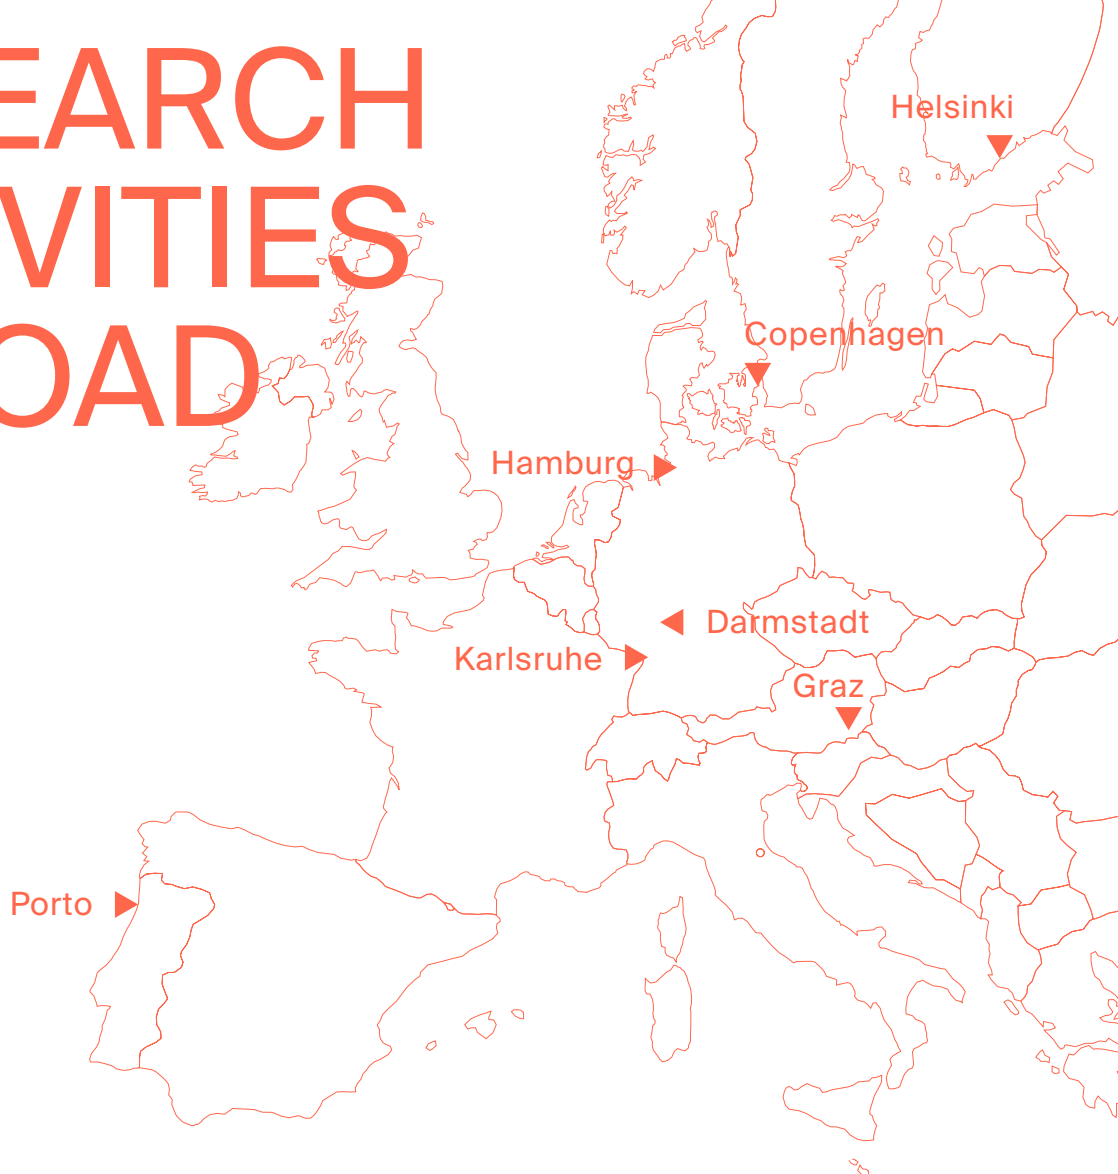 EARCH
VITIES
OAD
Helsinki
Copenhagen
Hamburg
Darmstadt
Karlsruhe
Graz
Porto